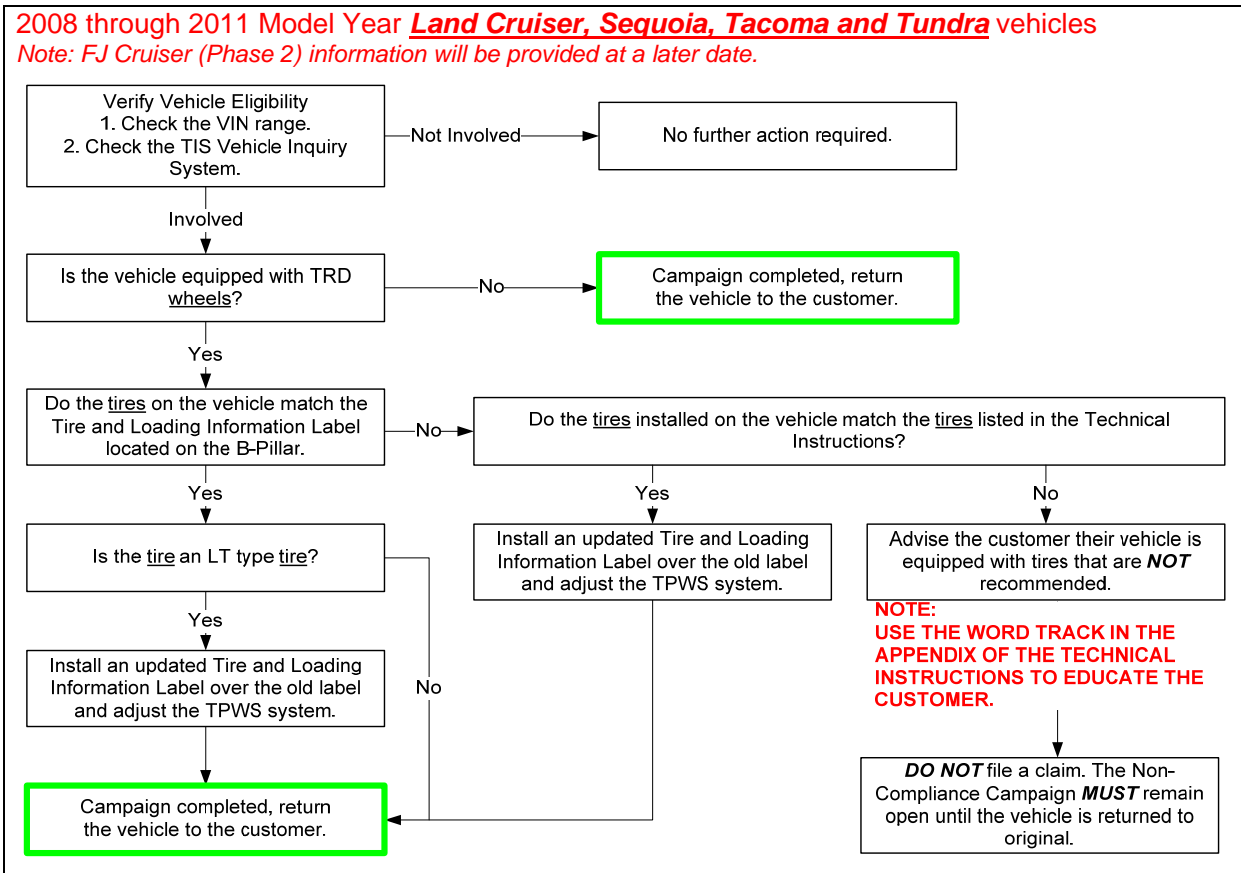 2008 through 2011 Model Year Land Cruiser, Sequoia, Tacoma and Tundra vehicles
Note: FJ Cruiser (Phase 2) information will be provided at a later date.
Verify Vehicle Eligibility
1. Check the VIN range.
2. Check the TIS Vehicle Inquiry
System.
Not Involved
No further action required.
Involved
Is the vehicle equipped with TRD
wheels?
No
Campaign completed, return
the vehicle to the customer.
Yes
Do the tires on the vehicle match the
Tire and Loading Information Label
located on the B-Pillar.
No
Do the tires installed on the vehicle match the tires listed in the Technical
Instructions?
Yes
Yes
No
Is the tire an LT type tire?
Install an updated Tire and Loading
Information Label over the old label
and adjust the TPWS system.
Advise the customer their vehicle is
equipped with tires that are NOT
recommended.
NOTE:
USE THE WORD TRACK IN THE
APPENDIX OF THE TECHNICAL
INSTRUCTIONS TO EDUCATE THE
CUSTOMER.
Yes
No
Install an updated Tire and Loading
Information Label over the old label
and adjust the TPWS system.
Campaign completed, return
the vehicle to the customer.
DO NOT file a claim. The Non-
Compliance Campaign MUST remain
open until the vehicle is returned to
original.